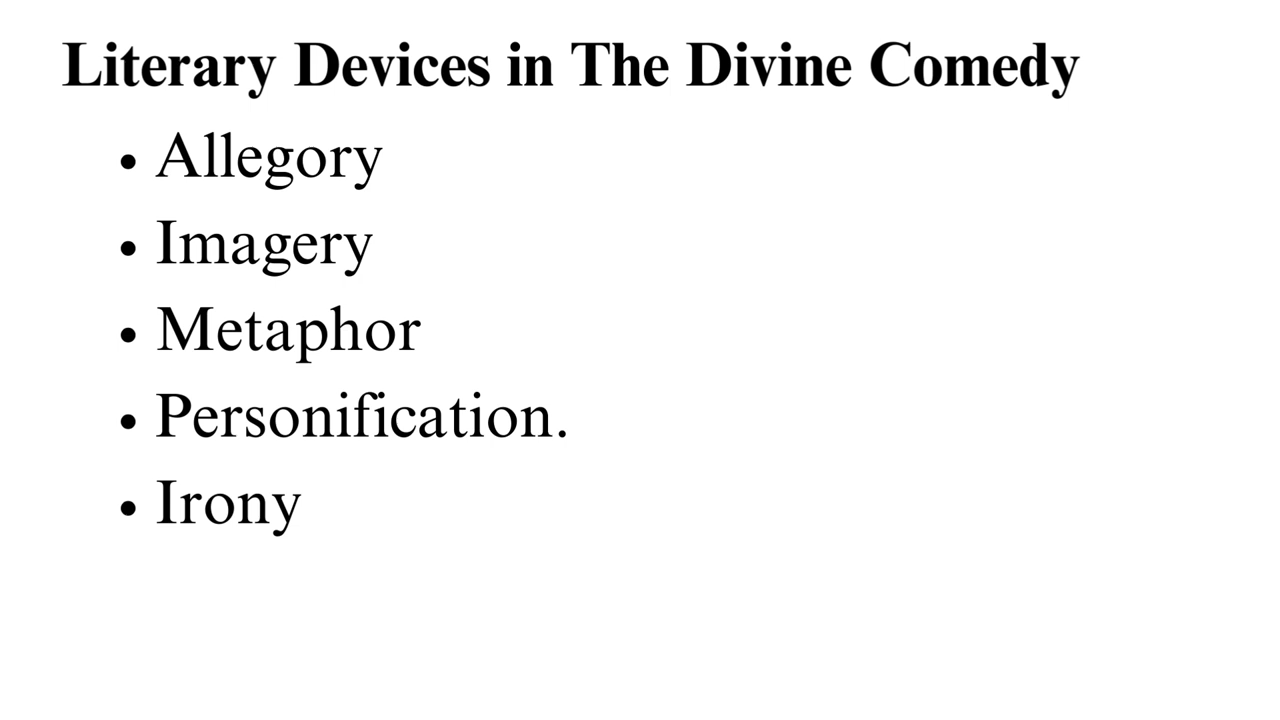 Literary Devices in The Divine Comedy
• Allegory
• Imagery
• Metaphor
• Personification.
• Irony